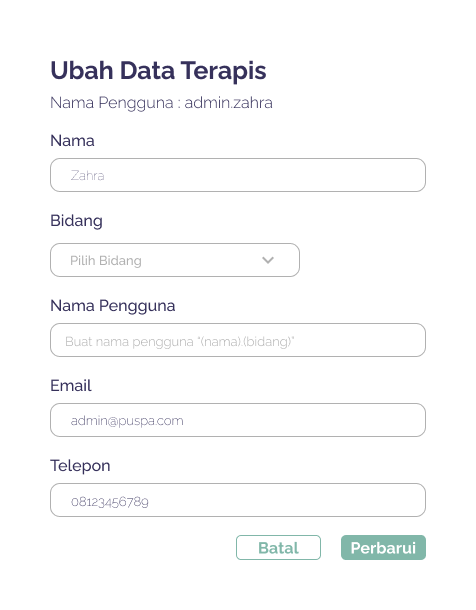 Ubah Data Terapis
Nama Pengguna : admin.zahra
Nama
Zahra
Bidang
Pilih Bidang
Nama Pengguna
Buat nama pengguna "(nama).(bidang)"
Email
admin@puspa.com
Telepon
08123456789
Batal Perbarui